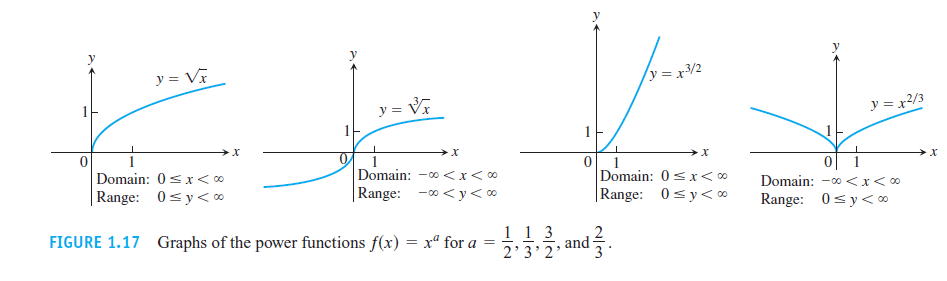 y
y = √x
1
0
1
x
Domain: 0 ≤ x < ∞
Range: 0 ≤ y < ∞
y
y = ∛x
1
0
1
x
Domain: −∞ < x < ∞
Range: −∞ < y < ∞
y
y = x^3/2
1
0
1
x
Domain: 0 ≤ x < ∞
Range: 0 ≤ y < ∞
y
y = x^2/3
1
0
1
x
Domain: −∞ < x < ∞
Range: 0 ≤ y < ∞
FIGURE 1.17 Graphs of the power functions f(x) = x^a for a = 1/2, 1/3, 3/2, and 2/3.